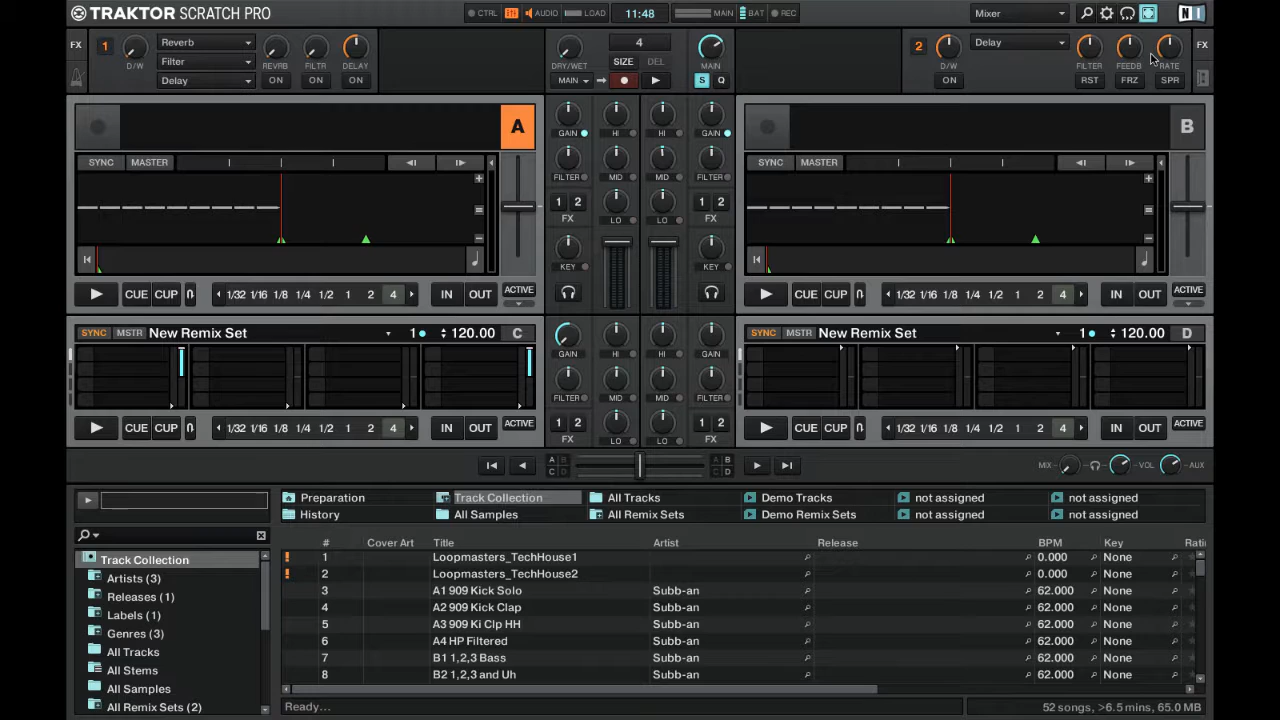 TRAKTOR SCRATCH PRO
CTRL AUDIO LOAD 11:48 MAIN BAT REC
Mixer
N I
FX 1 D/W Reverb Filter Delay REVRB FILTR DELAY ON ON ON
DRY/WET 4 SIZE DEL MAIN
MAIN S Q
2 D/W ON Delay FILTER FEEDB RATE RST FRZ SPR FX
A
GAIN HI HI GAIN
B
SYNC MASTER
FILTER MID MID FILTER
SYNC MASTER
1 2 FX LO LO 1 2 FX
KEY KEY
CUE CUP 1/32 1/16 1/8 1/4 1/2 1 2 4 IN OUT ACTIVE
CUE CUP 1/32 1/16 1/8 1/4 1/2 1 2 4 IN OUT ACTIVE
SYNC MSTR New Remix Set 1 120.00 C
GAIN HI HI GAIN
SYNC MSTR New Remix Set 1 120.00 D
FILTER MID MID FILTER
1 2 FX LO LO 1 2 FX
CUE CUP 1/32 1/16 1/8 1/4 1/2 1 2 4 IN OUT ACTIVE
CUE CUP 1/32 1/16 1/8 1/4 1/2 1 2 4 IN OUT ACTIVE
A B C D
A B C D
MIX VOL AUX
Preparation Track Collection All Tracks Demo Tracks not assigned not assigned
History All Samples All Remix Sets Demo Remix Sets not assigned not assigned
Track Collection
Artists (3)
Releases (1)
Labels (1)
Genres (3)
All Tracks
All Stems
All Samples
All Remix Sets (2)
# Cover Art Title Artist Release BPM Key Rati
1 Loopmasters_TechHouse1 0.000 None
2 Loopmasters_TechHouse2 0.000 None
3 A1 909 Kick Solo Subb-an 62.000 None
4 A2 909 Kick Clap Subb-an 62.000 None
5 A3 909 Ki Clp HH Subb-an 62.000 None
6 A4 HP Filtered Subb-an 62.000 None
7 B1 1,2,3 Bass Subb-an 62.000 None
8 B2 1,2,3 and Uh Subb-an 62.000 None
Ready...
52 songs, >6.5 mins, 65.0 MB